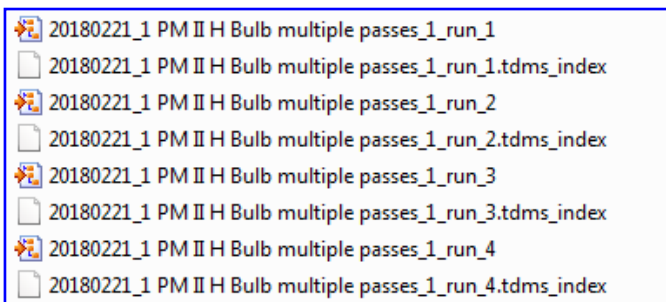 20180221_1 PM II H Bulb multiple passes_1_run_1
20180221_1 PM II H Bulb multiple passes_1_run_1.tdms_index
20180221_1 PM II H Bulb multiple passes_1_run_2
20180221_1 PM II H Bulb multiple passes_1_run_2.tdms_index
20180221_1 PM II H Bulb multiple passes_1_run_3
20180221_1 PM II H Bulb multiple passes_1_run_3.tdms_index
20180221_1 PM II H Bulb multiple passes_1_run_4
20180221_1 PM II H Bulb multiple passes_1_run_4.tdms_index